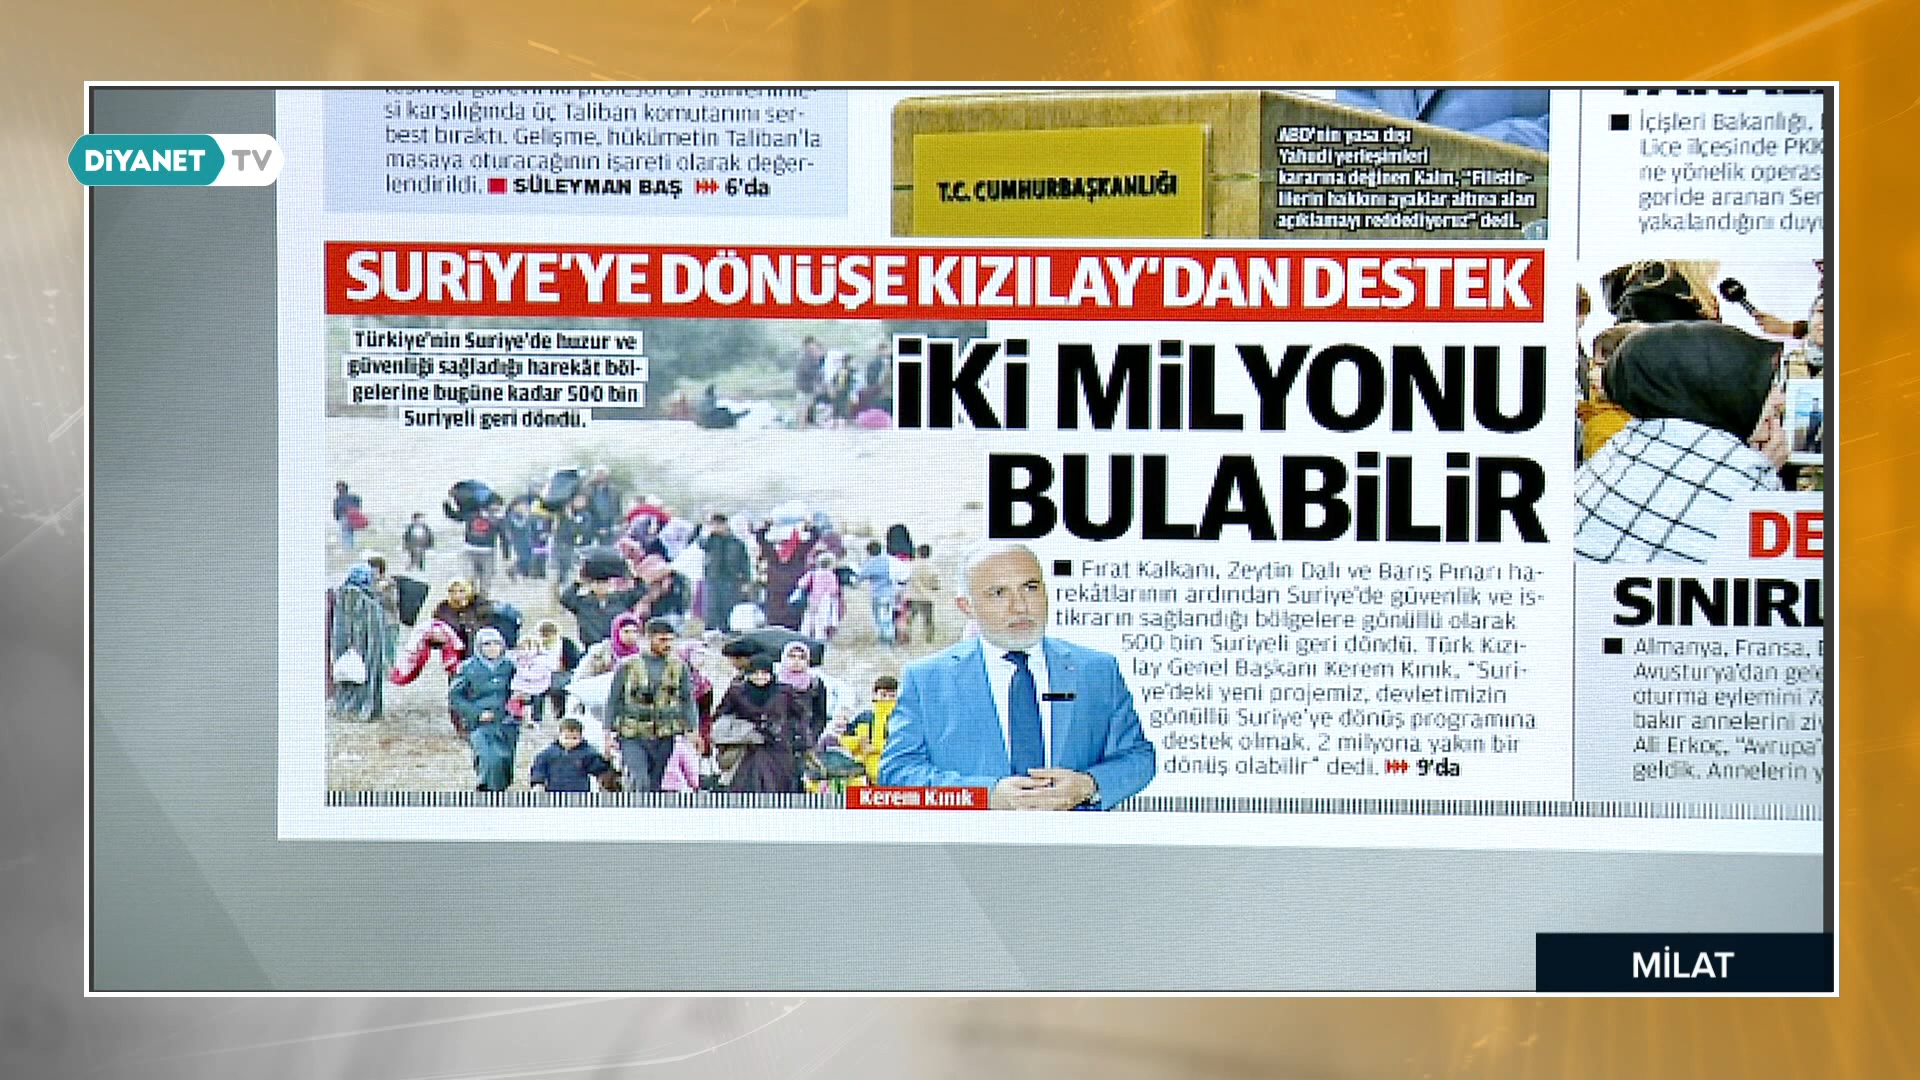 DiYANET TV
si karşılığında üç Taliban komutanını ser-
best bıraktı. Gelişme, hükümetin Taliban'la
masaya oturacağının işareti olarak değer-
lendirildi. SÜLEYMAN BAŞ 6'da
T.C. CUMHURBAŞKANLIĞI
ABD'nin yasa dışı
Yahudi yerleşimleri
kararına değinen Kalın, "Filistin-
lilerin hakkını ayaklar altına alan
açıklamayı reddediyoruz" dedi.
İçişleri Bakanlığı,
Lice ilçesinde PKK
ne yönelik operas
goride aranan Ser
yakalandığını duyu
SURİYE'YE DÖNÜŞE KIZILAY'DAN DESTEK
Türkiye'nin Suriye'de huzur ve
güvenliği sağladığı harekât böl-
gelerine bugüne kadar 500 bin
Suriyeli geri döndü.
İKİ MİLYONU
BULABİLİR
Fırat Kalkanı, Zeytin Dalı ve Barış Pınarı ha-
rekâtlarının ardından Suriye'de güvenlik ve is-
tikrarın sağlandığı bölgelere gönüllü olarak
500 bin Suriyeli geri döndü. Türk Kızı-
lay Genel Başkanı Kerem Kınık, "Suri-
ye'deki yeni projemiz, devletimizin
gönüllü Suriye'ye dönüş programına
destek olmak. 2 milyona yakın bir
dönüş olabilir" dedi. 9'da
Kerem Kınık
DE
SINIRL
Almanya, Fransa,
Avusturya'dan gele
oturma eylemini 7
bakır annelerini ziy
Ali Erkoç, "Avrupa'
geldik. Annelerin y
MİLAT